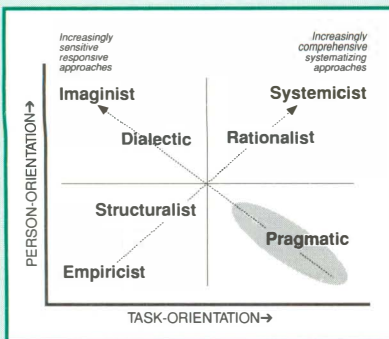 Increasingly
sensitive
responsive
approaches
Increasingly
comprehensive
systematizing
approaches
Imaginist
Systemicist
Dialectic
Rationalist
Structuralist
Pragmatic
Empiricist
PERSON-ORIENTATION→
TASK-ORIENTATION→